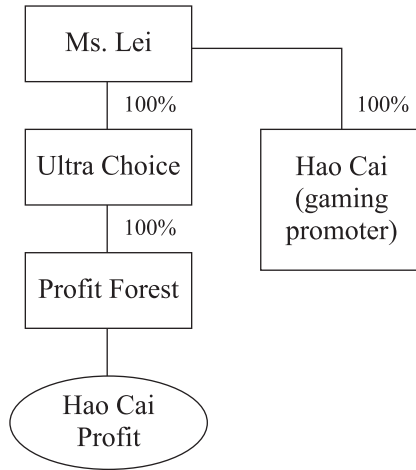 Ms. Lei
100%
100%
Ultra Choice
Hao Cai
(gaming
promoter)
100%
Profit Forest
Hao Cai
Profit